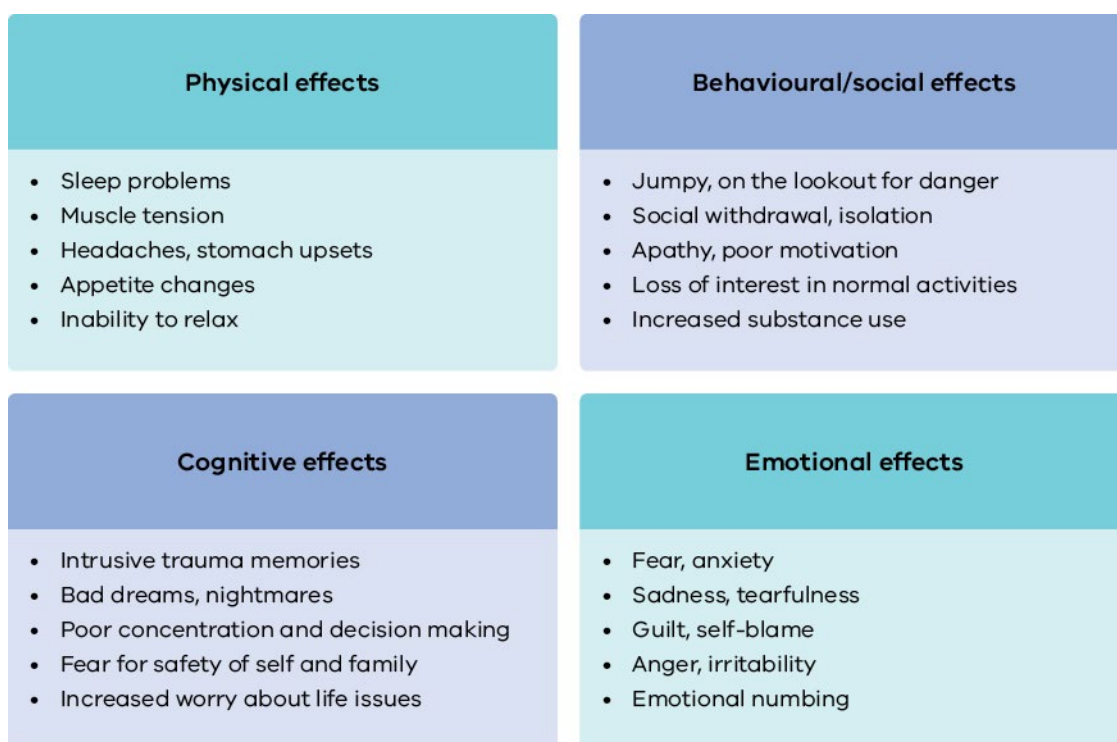 Physical effects
• Sleep problems
• Muscle tension
• Headaches, stomach upsets
• Appetite changes
• Inability to relax
Behavioural/social effects
• Jumpy, on the lookout for danger
• Social withdrawal, isolation
• Apathy, poor motivation
• Loss of interest in normal activities
• Increased substance use
Cognitive effects
• Intrusive trauma memories
• Bad dreams, nightmares
• Poor concentration and decision making
• Fear for safety of self and family
• Increased worry about life issues
Emotional effects
• Fear, anxiety
• Sadness, tearfulness
• Guilt, self-blame
• Anger, irritability
• Emotional numbing